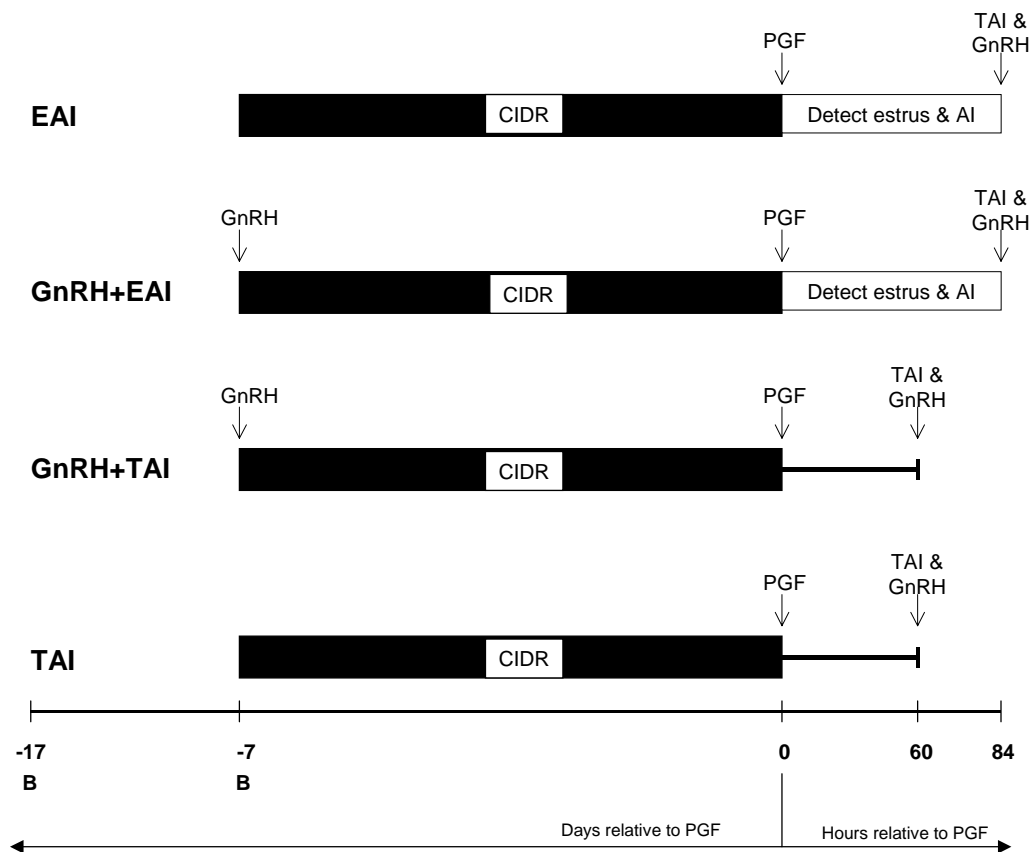 PGF
TAI &
GnRH
EAI
CIDR
Detect estrus & AI
GnRH
PGF
TAI &
GnRH
GnRH+EAI
CIDR
Detect estrus & AI
GnRH
PGF
TAI &
GnRH
GnRH+TAI
CIDR
PGF
TAI &
GnRH
TAI
CIDR
-17 -7 0 60 84
B B
Days relative to PGF Hours relative to PGF